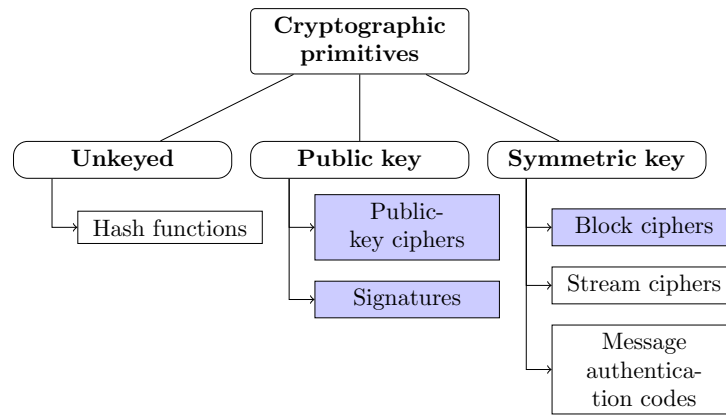 Cryptographic
primitives
Unkeyed
Public key
Symmetric key
Hash functions
Public-
key ciphers
Signatures
Block ciphers
Stream ciphers
Message
authentica-
tion codes